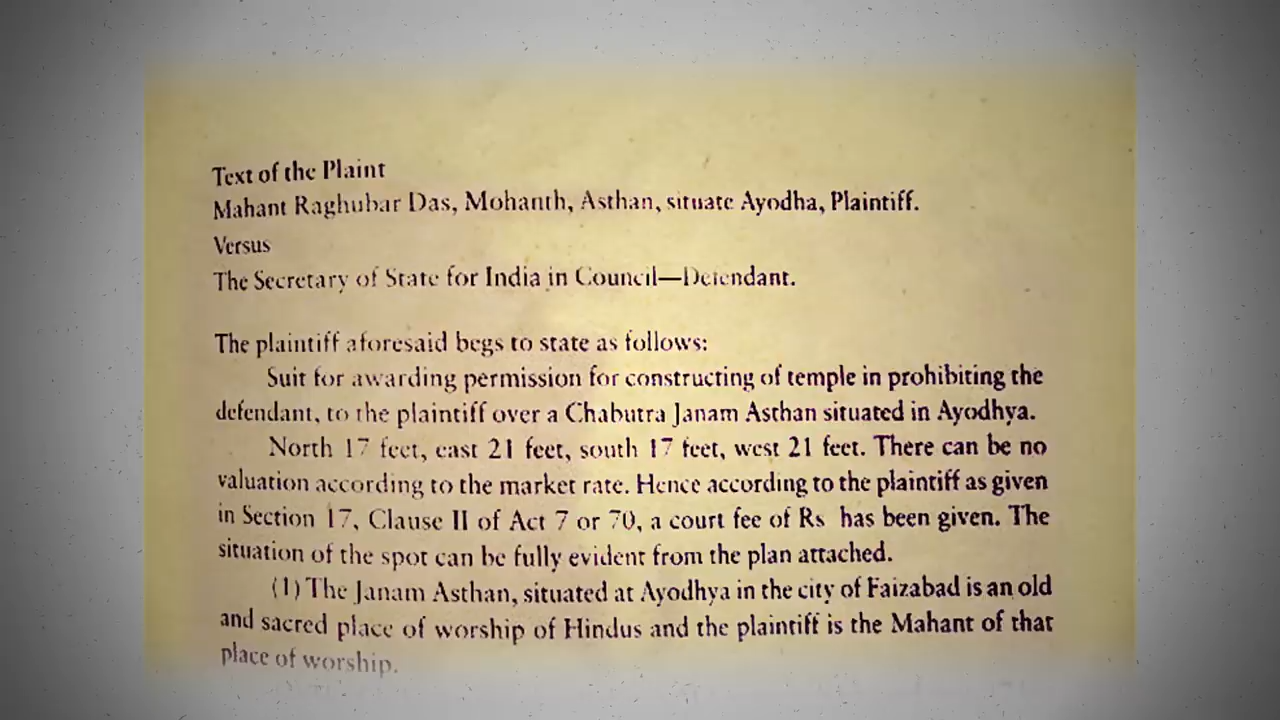 Text of the Plaint
Mahant Raghubar Das, Mohanth, Asthan, situate Ayodha, Plaintiff.
Versus
The Secretary of State for India in Council—Defendant.
The plaintiff aforesaid begs to state as follows:
Suit for awarding permission for constructing of temple in prohibiting the
defendant, to the plaintiff over a Chabutra Janam Asthan situated in Ayodhya.
North 17 feet, east 21 feet, south 17 feet, west 21 feet. There can be no
valuation according to the market rate. Hence according to the plaintiff as given
in Section 17, Clause II of Act 7 or 70, a court fee of Rs has been given. The
situation of the spot can be fully evident from the plan attached.
(1) The Janam Asthan, situated at Ayodhya in the city of Faizabad is an old
and sacred place of worship of Hindus and the plaintiff is the Mahant of that
place of worship.